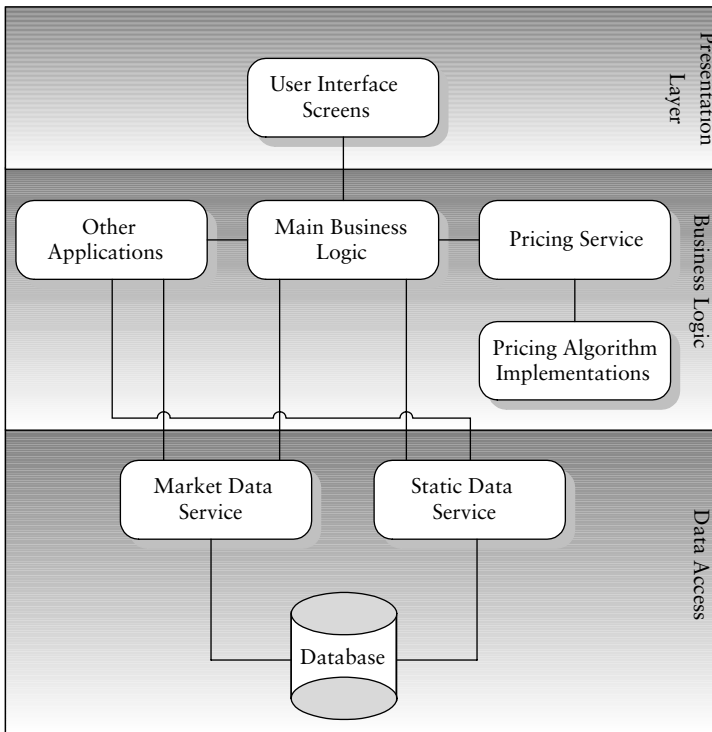 Presentation
Layer
User Interface
Screens
Business Logic
Other
Applications
Main Business
Logic
Pricing Service
Pricing Algorithm
Implementations
Data Access
Market Data
Service
Static Data
Service
Database